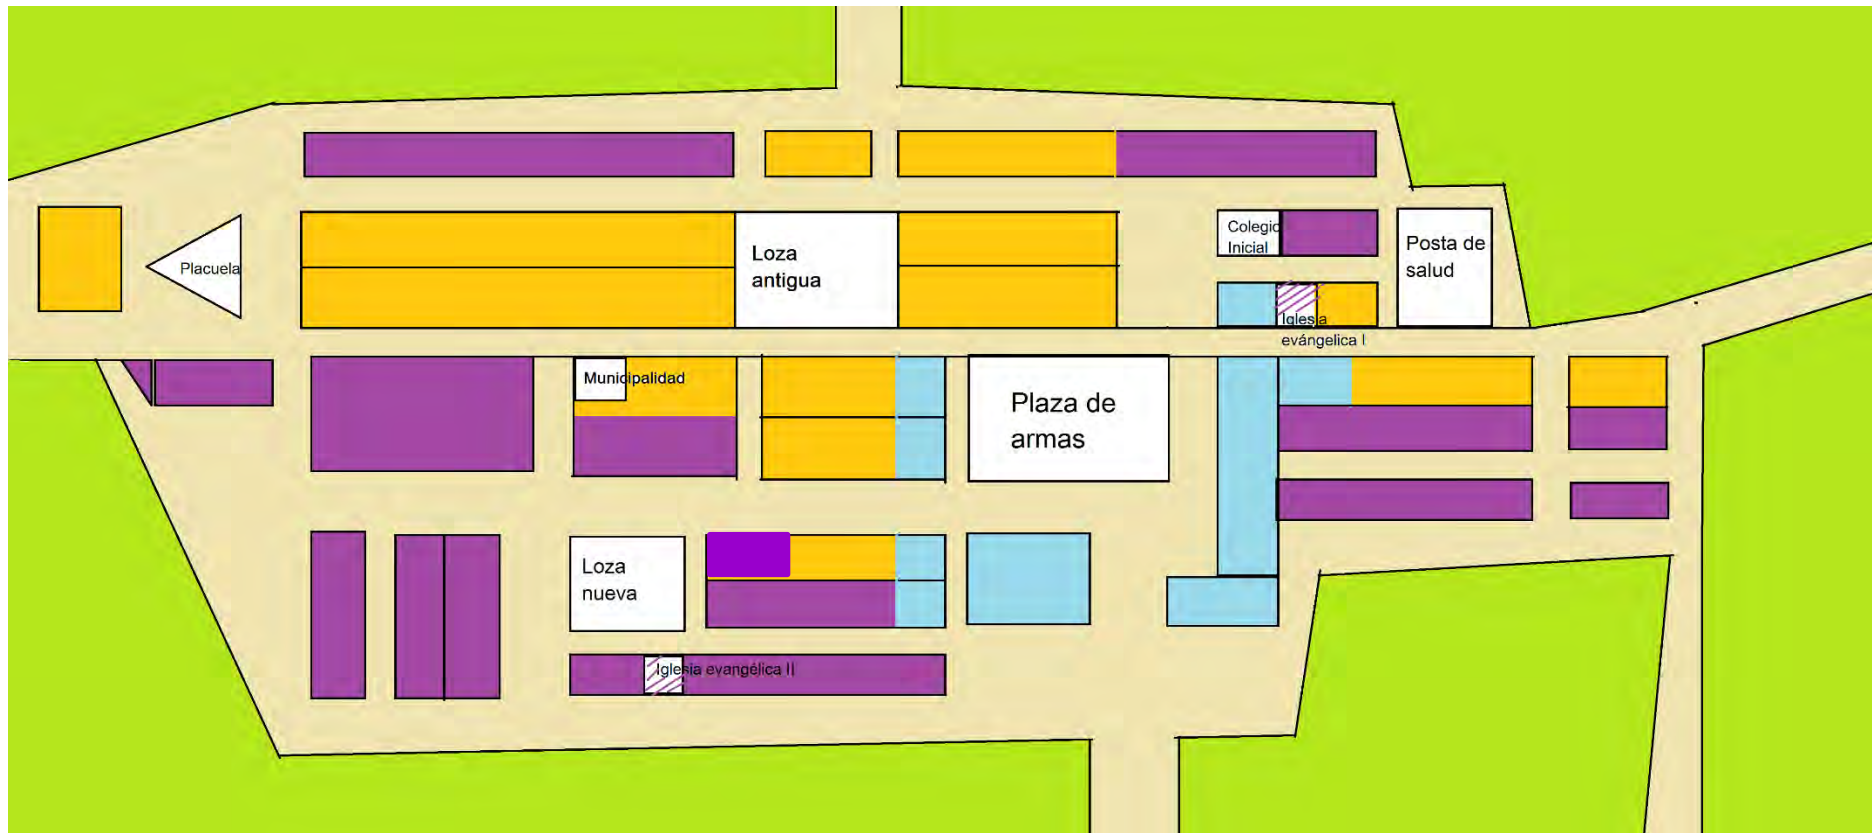 Placuela
Loza
antigua
Colegio
Inicial
Posta de
salud
Iglesia
evángelica I
Municipalidad
Plaza de
armas
Loza
nueva
Iglesia evangélica II